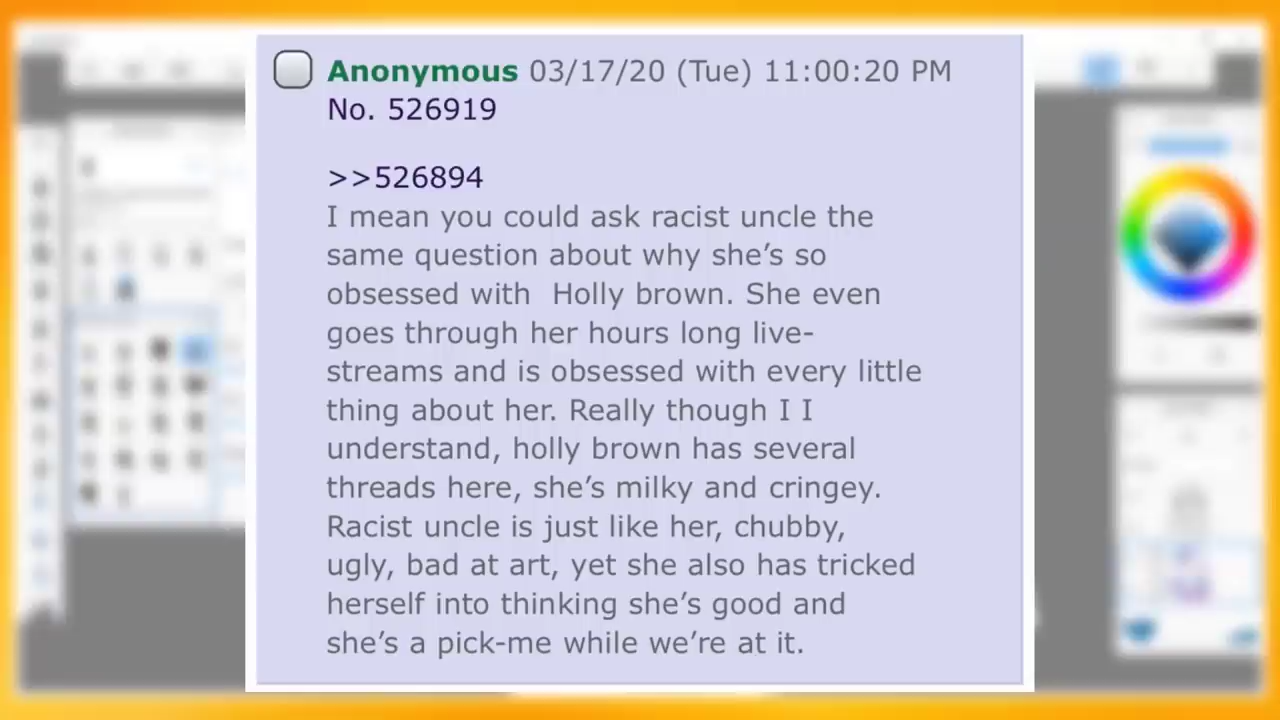 Anonymous 03/17/20 (Tue) 11:00:20 PM
No. 526919
>>526894
I mean you could ask racist uncle the
same question about why she’s so
obsessed with  Holly brown. She even
goes through her hours long live-
streams and is obsessed with every little
thing about her. Really though I I
understand, holly brown has several
threads here, she’s milky and cringey.
Racist uncle is just like her, chubby,
ugly, bad at art, yet she also has tricked
herself into thinking she’s good and
she’s a pick-me while we’re at it.